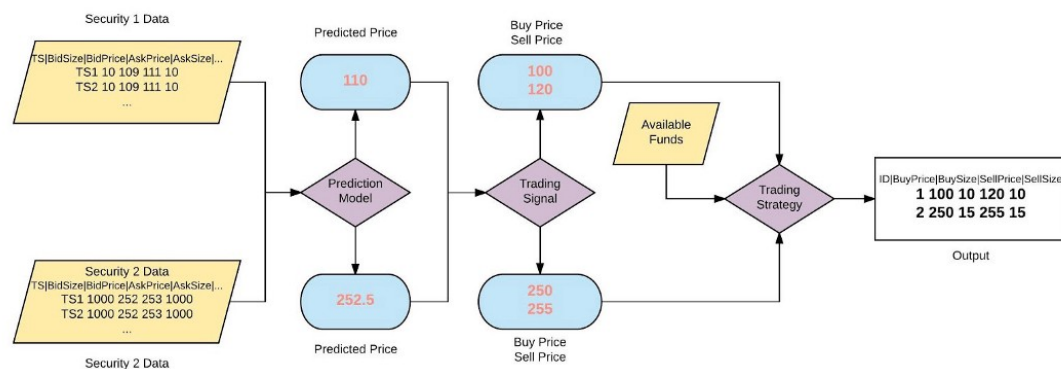 Security 1 Data
TS|BidSize|BidPrice|AskPrice|AskSize|...
TS1 10 109 111 10
TS2 10 109 111 10
...
Predicted Price
110
Buy Price
Sell Price
100
120
Available
Funds
Prediction
Model
Trading
Signal
Trading
Strategy
ID|BuyPrice|BuySize|SellPrice|SellSize
1 100 10 120 10
2 250 15 255 15
Output
Security 2 Data
TS|BidSize|BidPrice|AskPrice|AskSize|...
TS1 1000 252 253 1000
TS2 1000 252 253 1000
...
Security 2 Data
252.5
Predicted Price
250
255
Buy Price
Sell Price